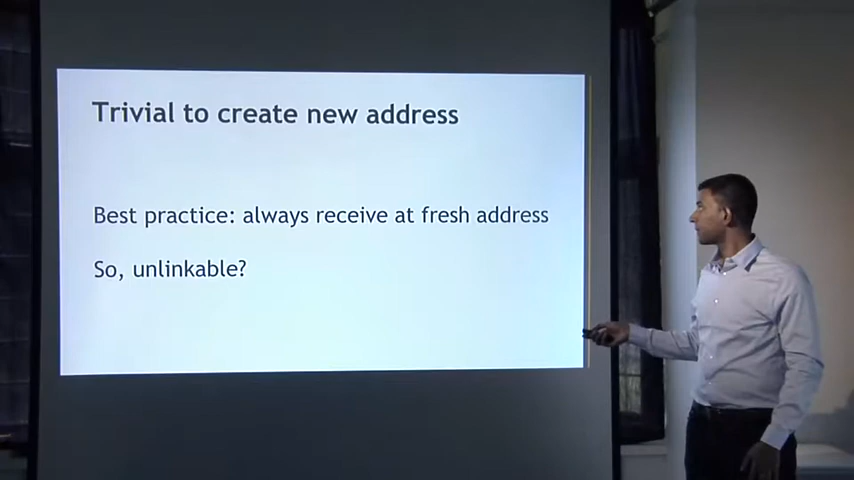 Trivial to create new address
Best practice: always receive at fresh address
So, unlinkable?